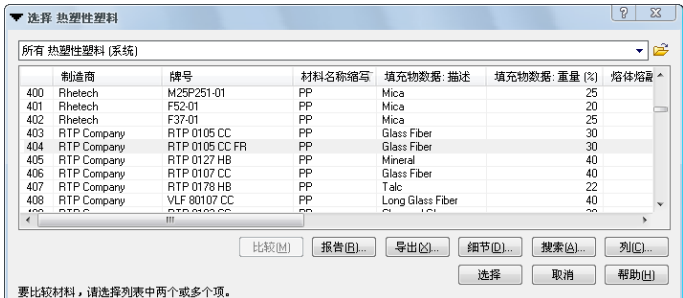 选择 热塑性塑料
所有 热塑性塑料 (系统)
制造商 牌号 材料名称缩写 填充物数据: 描述 填充物数据: 重量 (%) 熔体熔融
400 Rhetech M25P251-01 PP Mica 25
401 Rhetech F52-01 PP Mica 20
402 Rhetech F37-01 PP Mica 25
403 RTP Company RTP 0105 CC PP Glass Fiber 30
404 RTP Company RTP 0105 CC FR PP Glass Fiber 30
405 RTP Company RTP 0127 HB PP Mineral 40
406 RTP Company RTP 0107 CC PP Glass Fiber 40
407 RTP Company RTP 0178 HB PP Talc 22
408 RTP Company VLF 80107 CC PP Long Glass Fiber 40
比较(M) 报告(R)... 导出(X)... 细节(D)... 搜索(A)... 列(C)...
选择 取消 帮助(H)
要比较材料，请选择列表中两个或多个项。